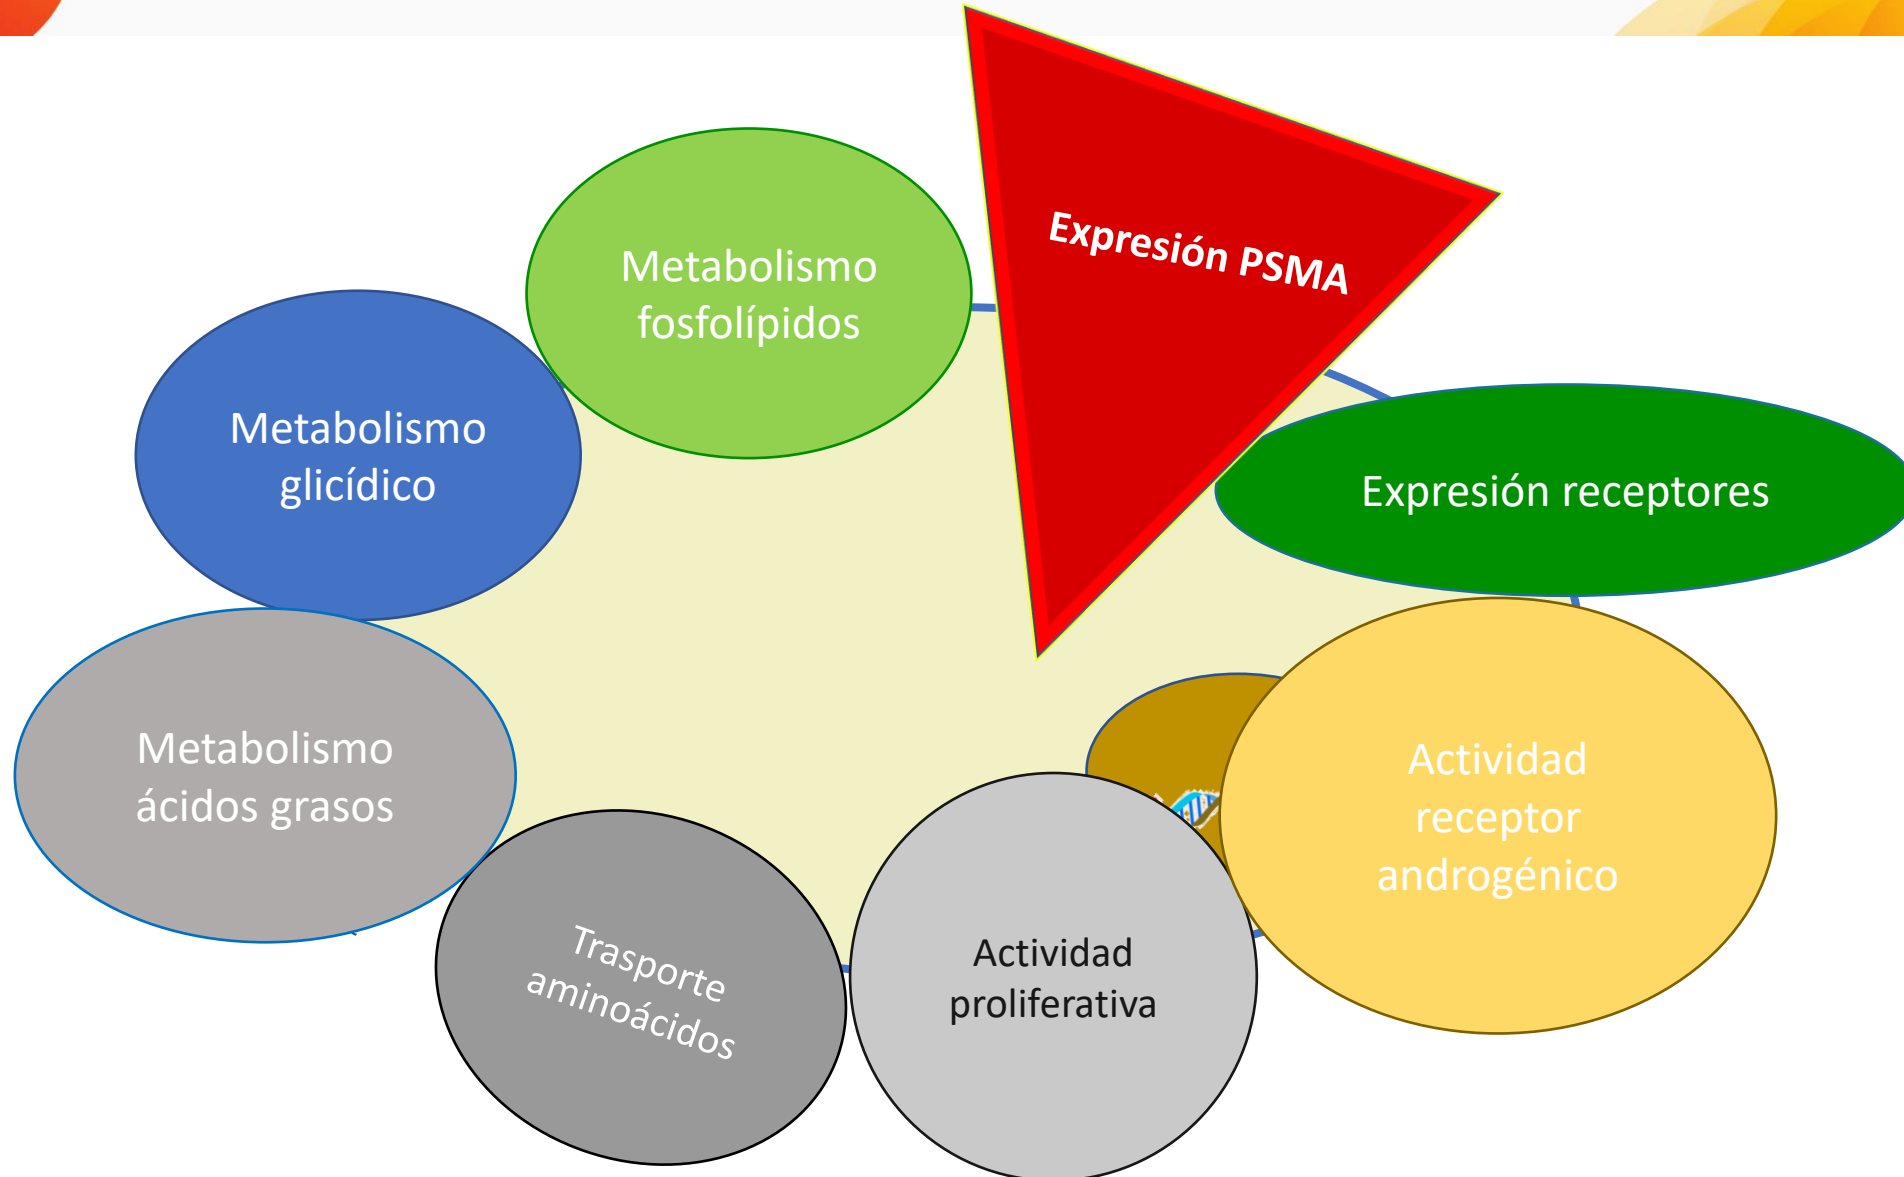 Expresión PSMA
Metabolismo
fosfolípidos
Metabolismo
glicídico
Expresión receptores
Metabolismo
ácidos grasos
Actividad
receptor
androgénico
Trasporte
aminoácidos
Actividad
proliferativa